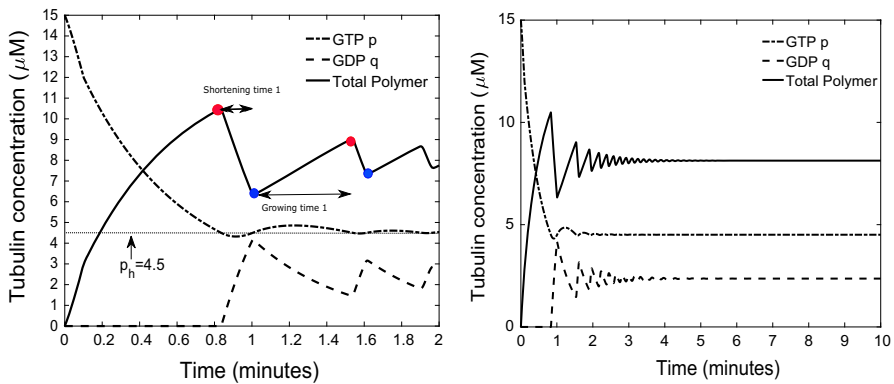 15
14
13
12
11
10
9
8
7
6
5
4
3
2
1
0
Tubulin concentration ( μM)
GTP p
GDP q
Total Polymer
Shortening time 1
Growing time 1
p_h=4.5
0 0.2 0.4 0.6 0.8 1 1.2 1.4 1.6 1.8 2
Time (minutes)
15
10
5
0
Tubulin concentration ( μM)
GTP p
GDP q
Total Polymer
0 1 2 3 4 5 6 7 8 9 10
Time (minutes)